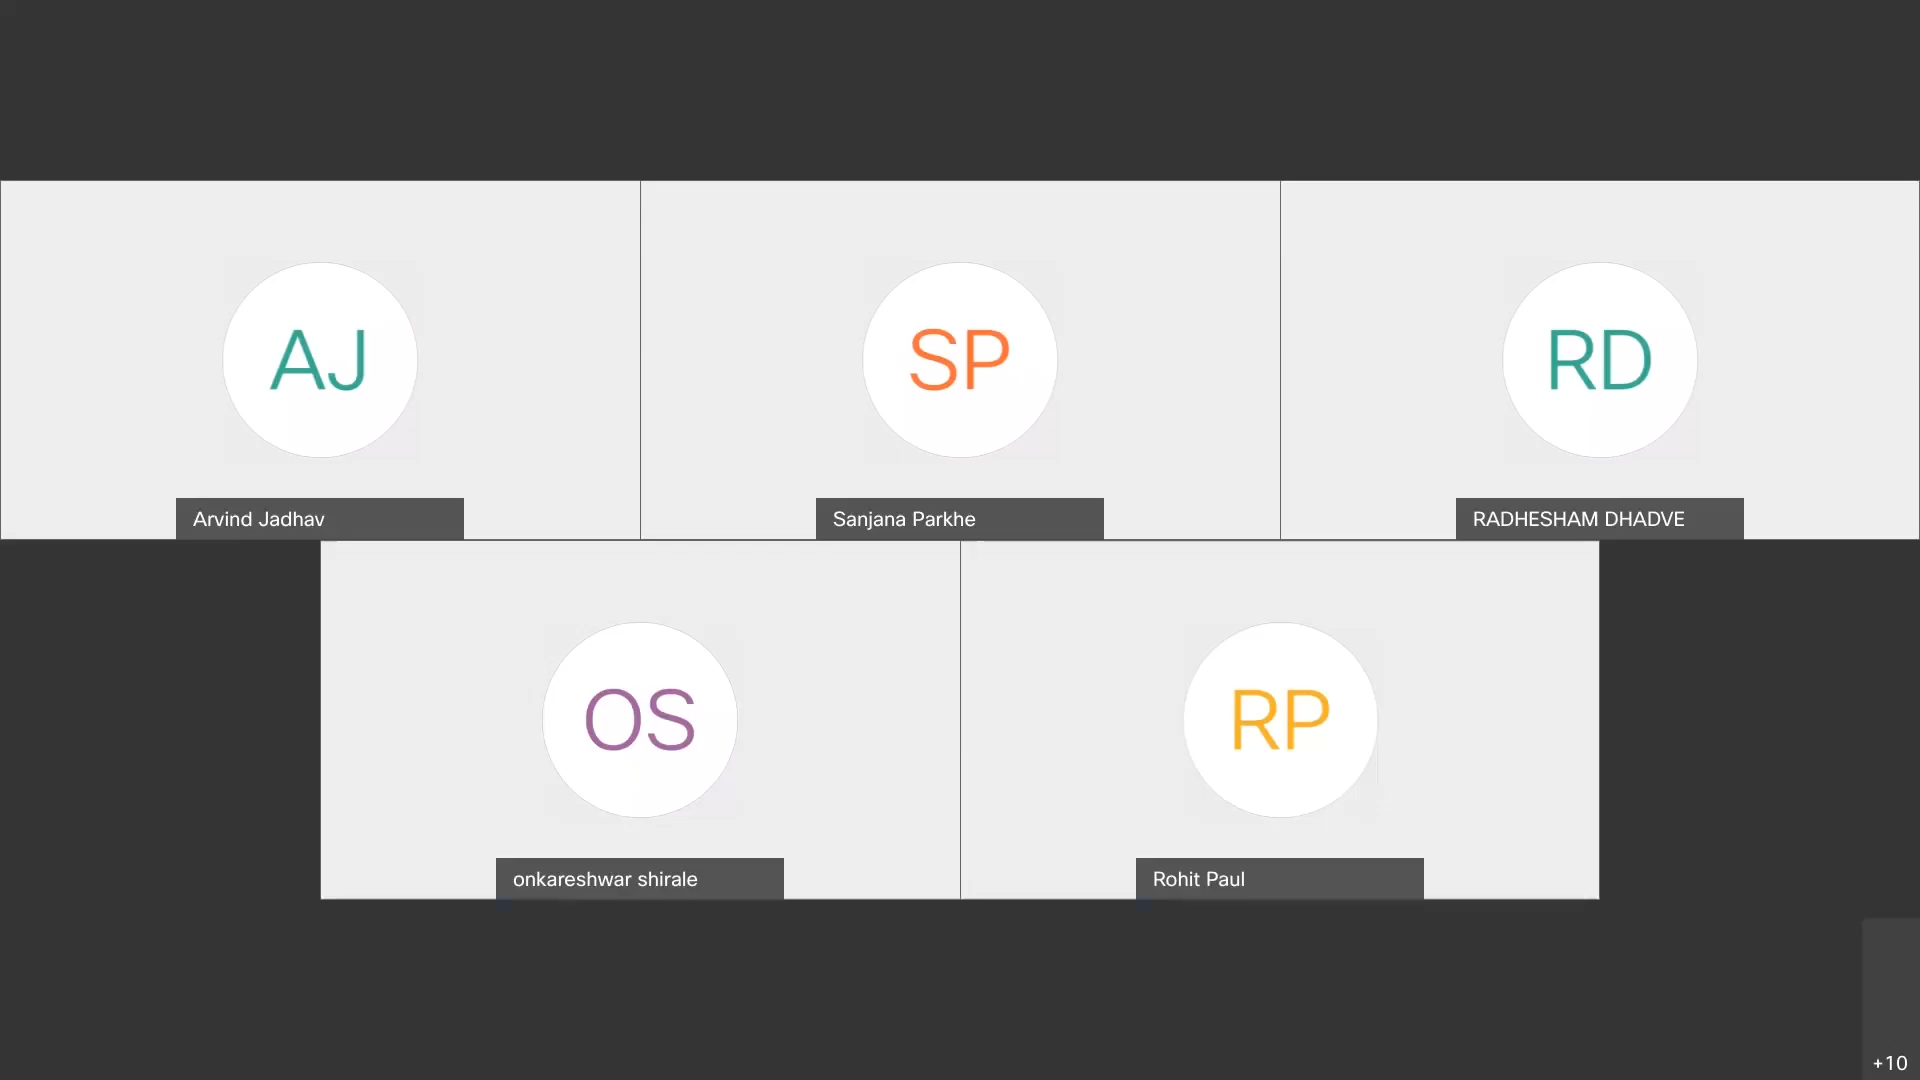 AJ
SP
RD
Arvind Jadhav
Sanjana Parkhe
RADHESHAM DHADVE
OS
RP
onkareshwar shirale
Rohit Paul
+10